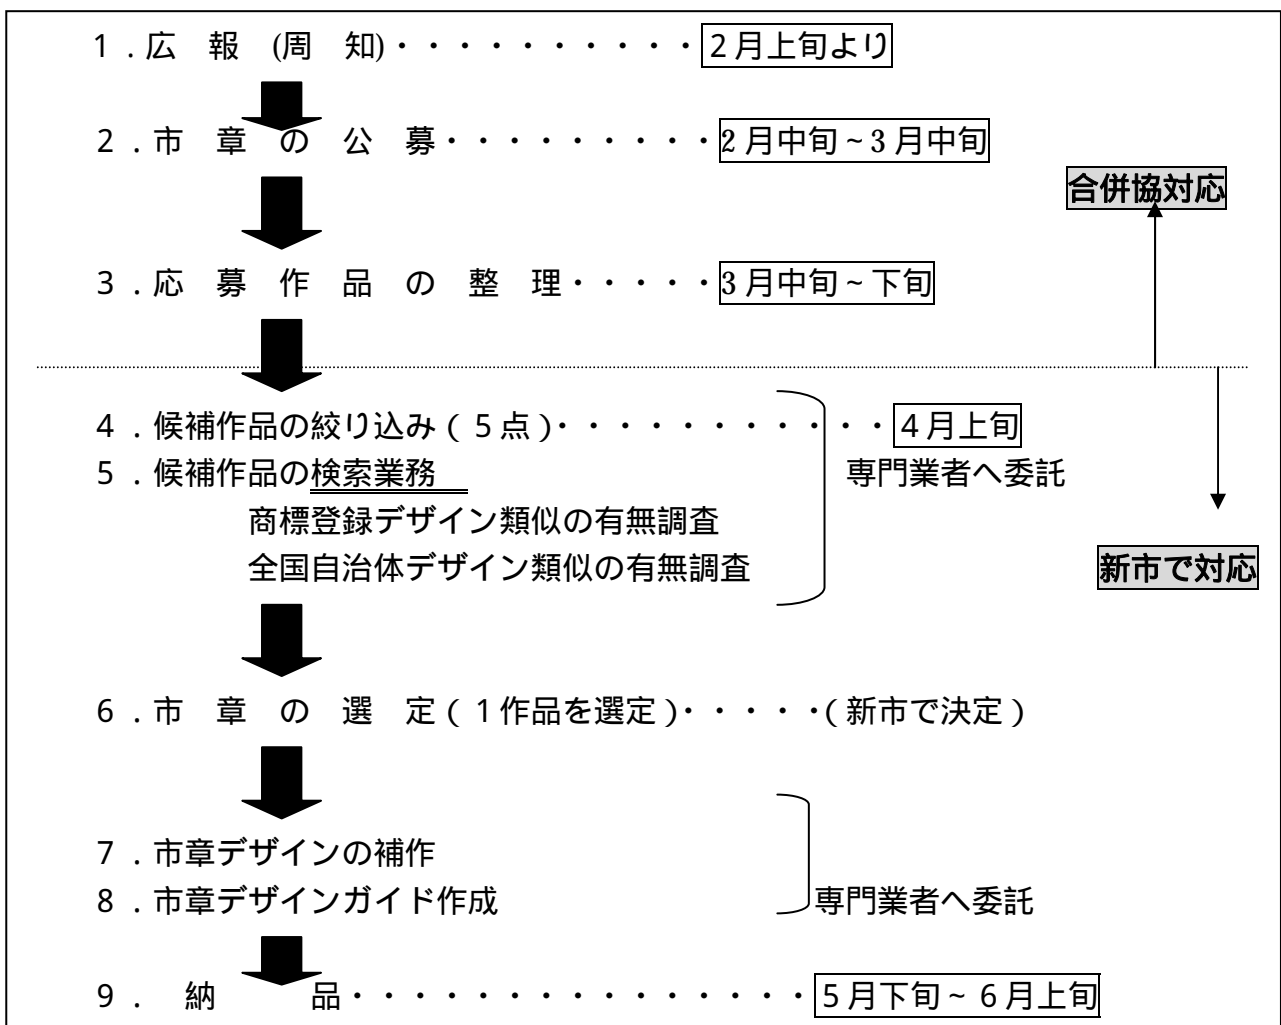 1．広　報　(周　知)・・・・・・・・・・2月上旬より
2．市　章　の　公　募・・・・・・・・・2月中旬~3月中旬
合併協対応
3．応　募　作　品　の　整　理・・・・・3月中旬~下旬
4．候補作品の絞り込み（5点）・・・・・・・・・・・4月上旬
5．候補作品の検索業務　専門業者へ委託
商標登録デザイン類似の有無調査
全国自治体デザイン類似の有無調査
新市で対応
6．市　章　の　選　定（1作品を選定）・・・・・（新市で決定）
7．市章デザインの補作
8．市章デザインガイド作成　専門業者へ委託
9．　納　　　品・・・・・・・・・・・・・・・5月下旬~6月上旬